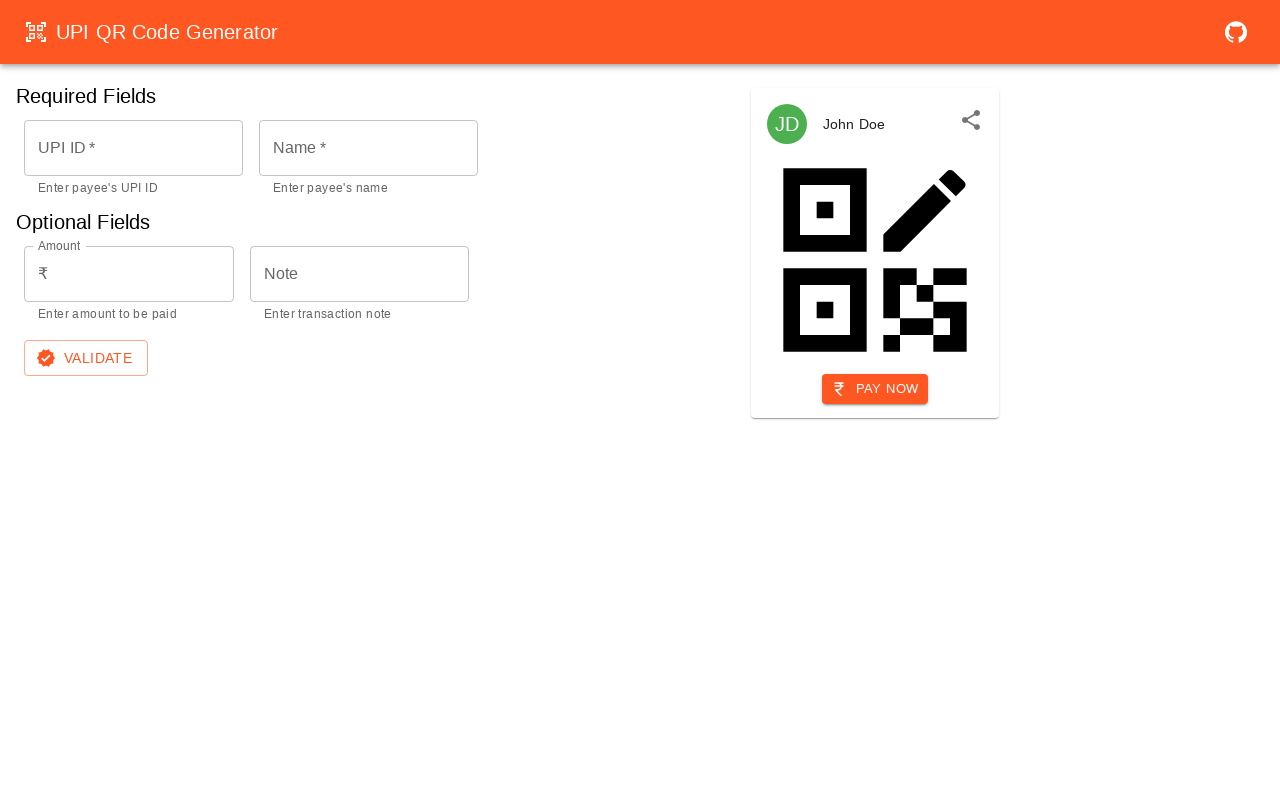 UPI QR Code Generator
Required Fields
UPI ID *
Name *
Enter payee's UPI ID
Enter payee's name
Optional Fields
Amount
₹
Note
Enter amount to be paid
Enter transaction note
VALIDATE
JD
John Doe
₹ PAY NOW